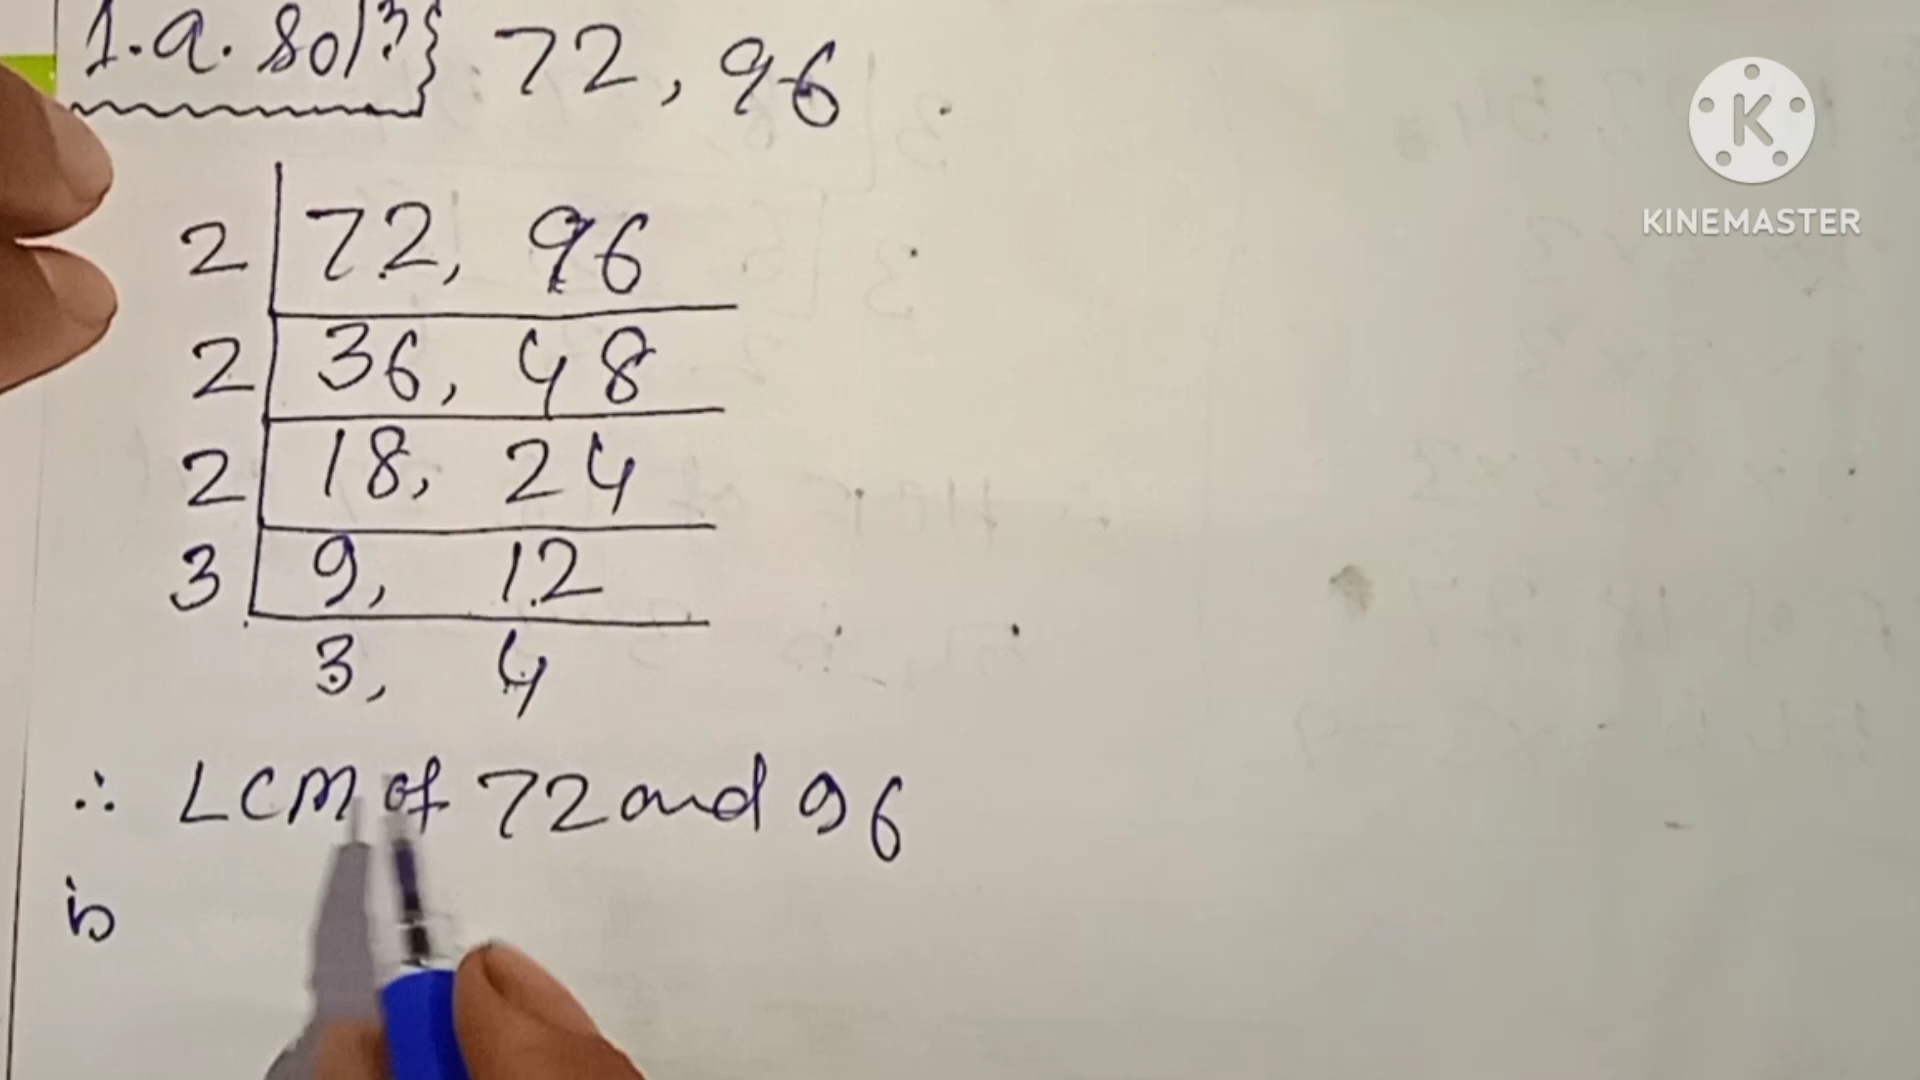 1.a. Sol?} 72, 96
2 | 72, 96
2 | 36, 48
2 | 18, 24
3 | 9, 12
3, 4
∴ LCM of 72 and 96
is
K
KINEMASTER